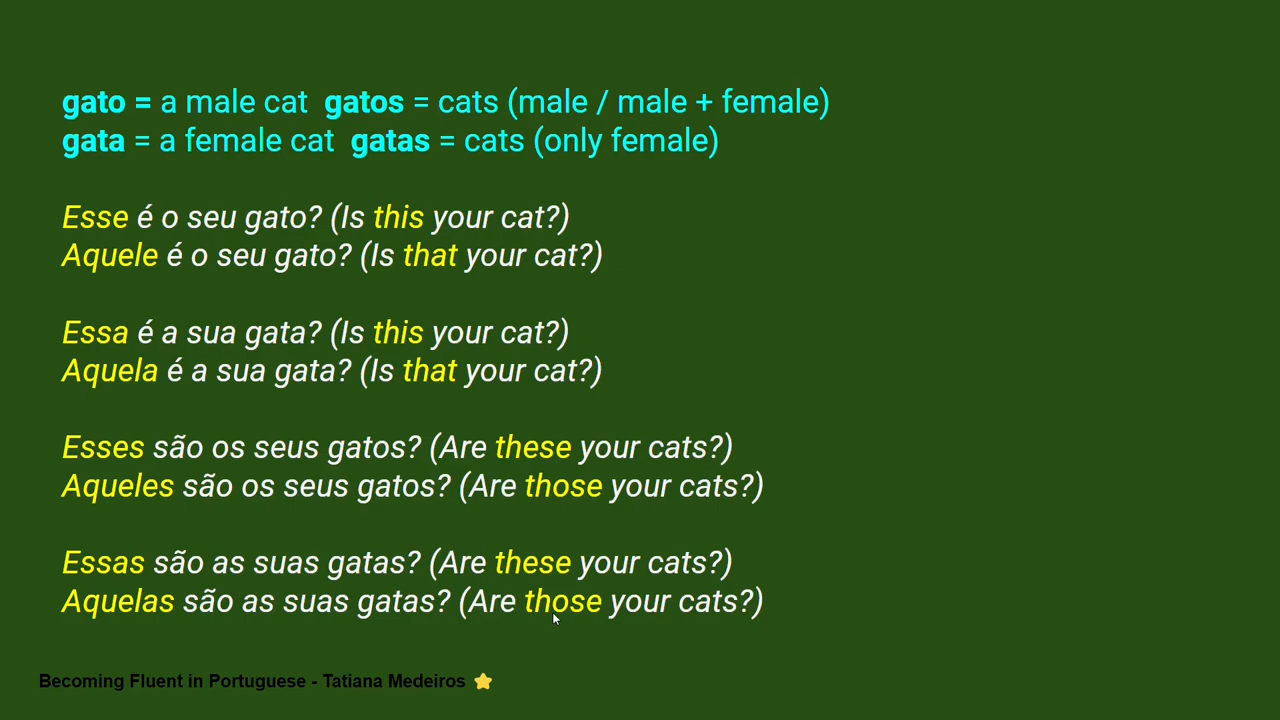 gato = a male cat  gatos = cats (male / male + female)
gata = a female cat  gatas = cats (only female)
Esse é o seu gato? (Is this your cat?)
Aquele é o seu gato? (Is that your cat?)
Essa é a sua gata? (Is this your cat?)
Aquela é a sua gata? (Is that your cat?)
Esses são os seus gatos? (Are these your cats?)
Aqueles são os seus gatos? (Are those your cats?)
Essas são as suas gatas? (Are these your cats?)
Aquelas são as suas gatas? (Are those your cats?)
Becoming Fluent in Portuguese - Tatiana Medeiros